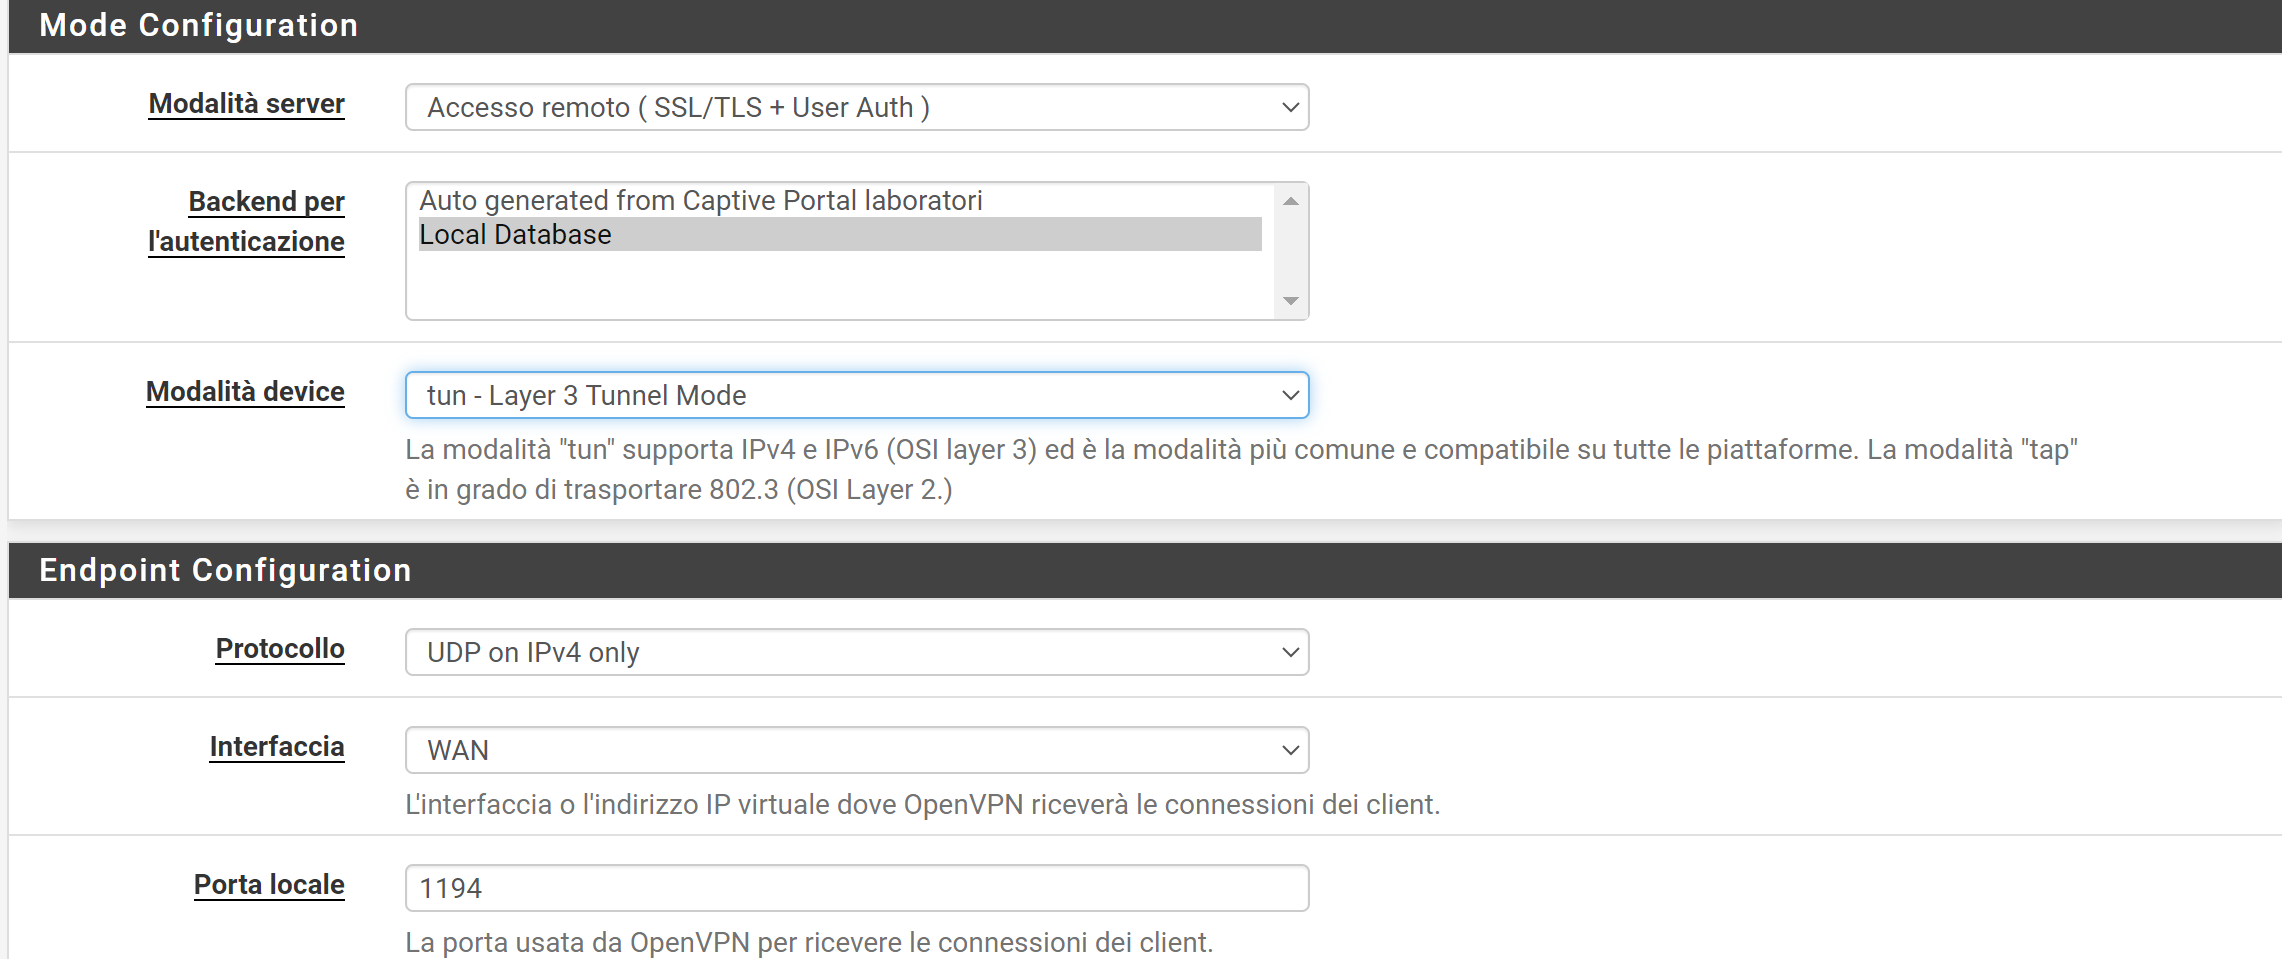 Mode Configuration
Modalità server
Accesso remoto ( SSL/TLS + User Auth )
Backend per
l'autenticazione
Auto generated from Captive Portal laboratori
Local Database
Modalità device
tun - Layer 3 Tunnel Mode
La modalità "tun" supporta IPv4 e IPv6 (OSI layer 3) ed è la modalità più comune e compatibile su tutte le piattaforme. La modalità "tap"
è in grado di trasportare 802.3 (OSI Layer 2.)
Endpoint Configuration
Protocollo
UDP on IPv4 only
Interfaccia
WAN
L'interfaccia o l'indirizzo IP virtuale dove OpenVPN riceverà le connessioni dei client.
Porta locale
1194
La porta usata da OpenVPN per ricevere le connessioni dei client.